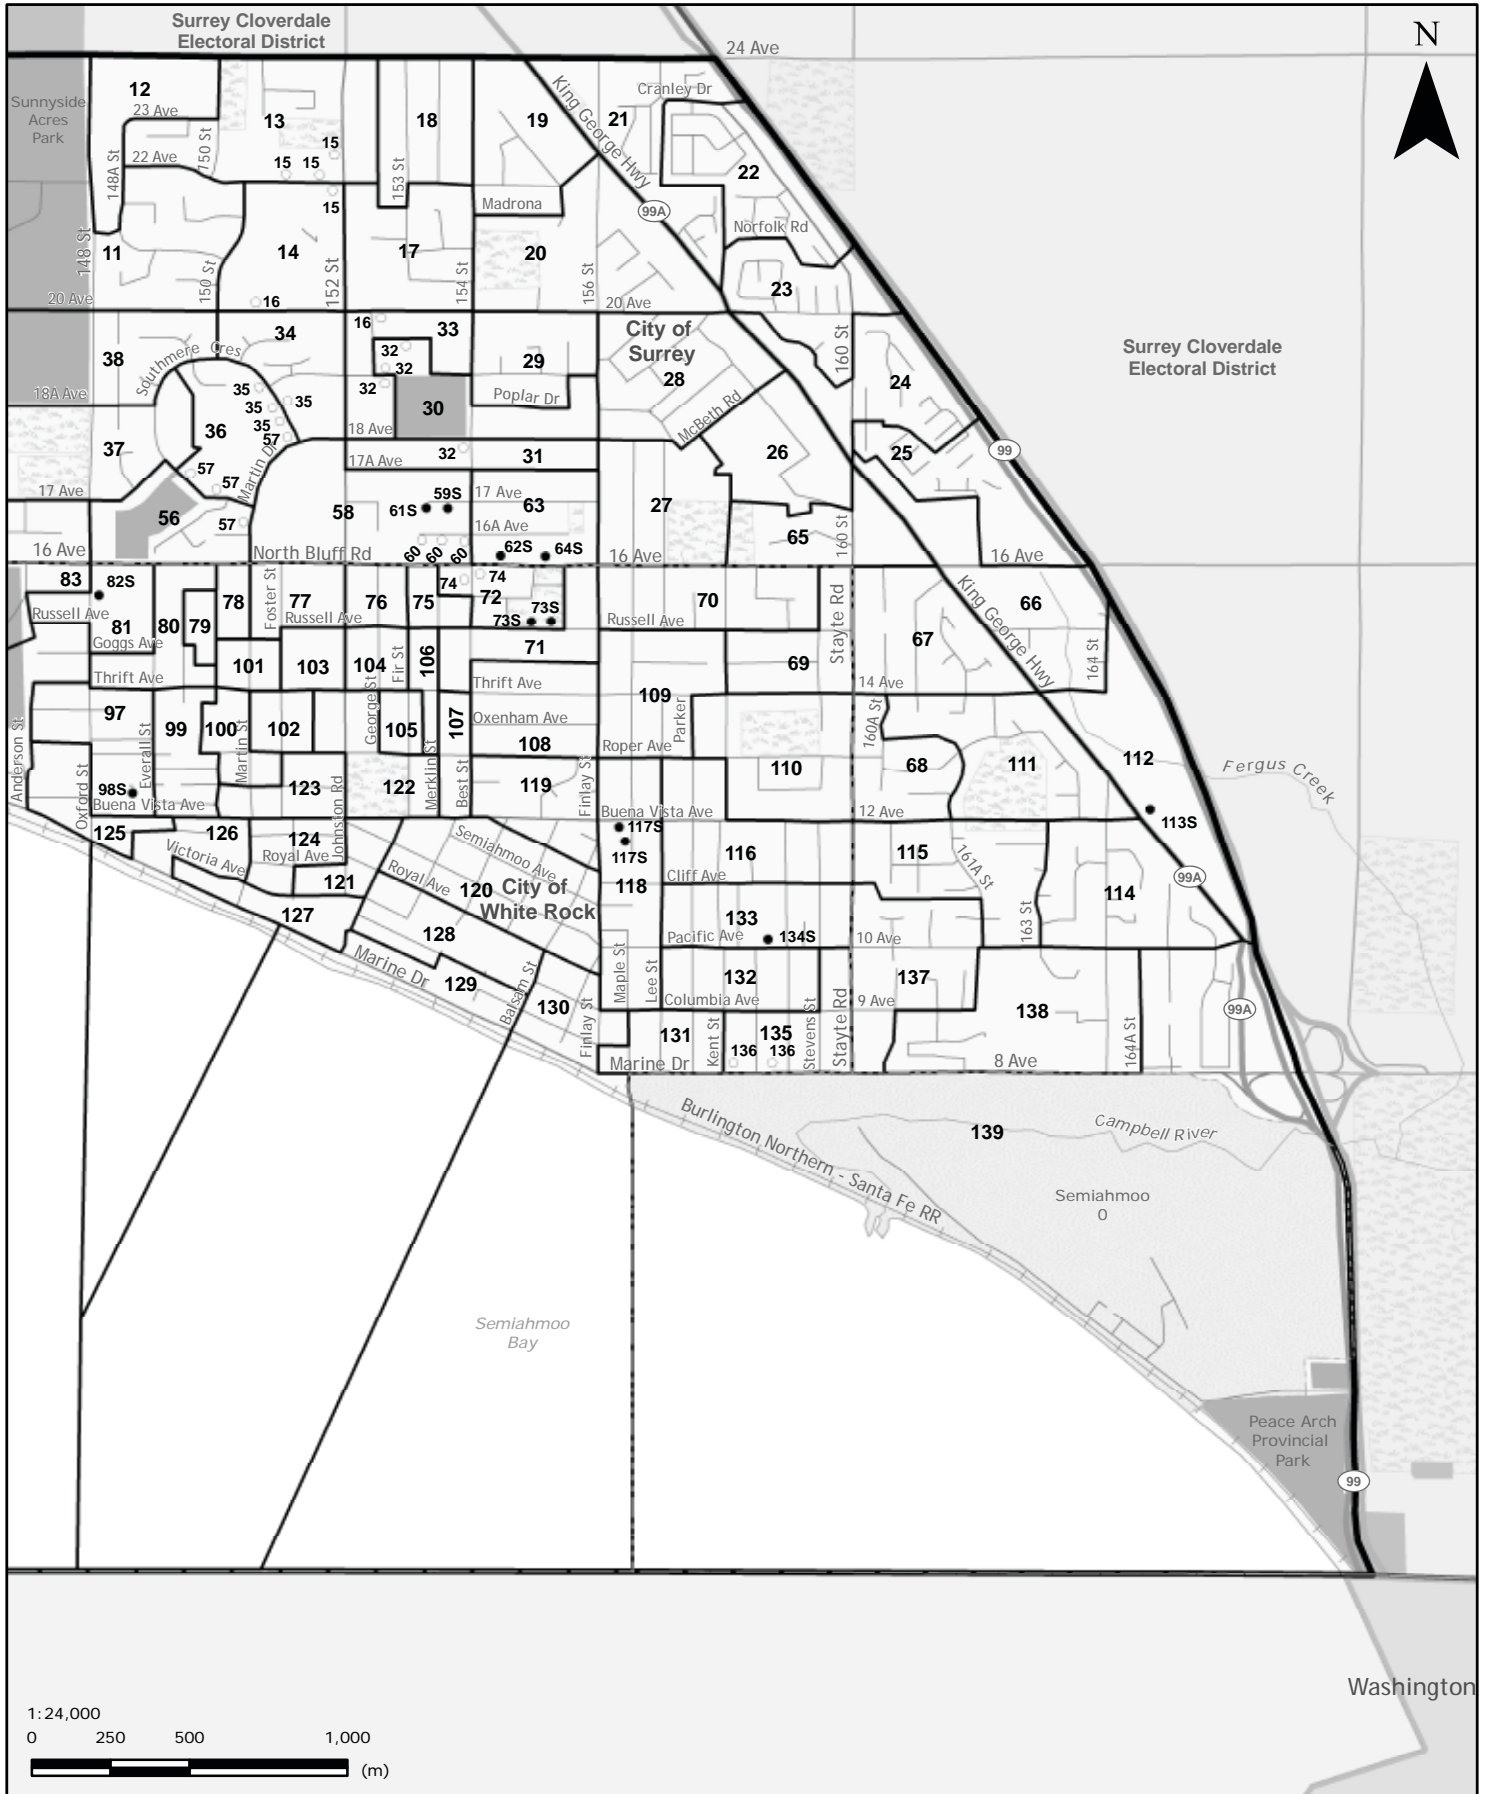 Surrey Cloverdale
Electoral District
24 Ave
N
Sunnyside
Acres
Park
12
23 Ave
13
18
19
King George Hwy
21
Cranley Dr
15
15
15
15
150 St
22 Ave
148A St
153 St
22
Madrona
99A
Norfolk Rd
148 St
11
150 St
14
152 St
17
154 St
20
156 St
23
20 Ave
16
20 Ave
16
33
34
City of
Surrey
160 St
Surrey Cloverdale
Electoral District
38
Southmere Cres
32
32
32
29
28
24
18A Ave
35
35
35
35
30
Poplar Dr
McBeth Rd
36
18 Ave
57
37
Martin Dr
32
31
26
25
99
17A Ave
57
57
57
17 Ave
59S
61S
17 Ave
63
27
56
58
16A Ave
65
160 St
16 Ave
North Bluff Rd
60
60
60
62S
64S
16 Ave
16 Ave
83
82S
78
Foster St
77
76
75
74
74
72
73S
73S
70
Stayte Rd
King George Hwy
66
Russell Ave
81
80
79
Russell Ave
Russell Ave
67
Goggs Ave
101
103
104
Fir St
106
71
69
164 St
Thrift Ave
Thrift Ave
14 Ave
97
99
100
Martin St
102
George St
105
107
Oxenham Ave
109
Parker
160A St
Anderson St
Everall St
Merklin St
108
Roper Ave
68
111
112
Fergus Creek
Oxford St
98S
123
Johnston Rd
122
Best St
119
Finlay St
110
Buena Vista Ave
Buena Vista Ave
12 Ave
113S
125
126
124
Semiahmoo Ave
117S
117S
116
115
161A St
Victoria Ave
Royal Ave
121
Royal Ave
120
City of
White Rock
118
Cliff Ave
114
99A
127
128
133
134S
163 St
Pacific Ave
10 Ave
Marine Dr
129
Balsam St
130
Maple St
Lee St
132
137
Columbia Ave
9 Ave
138
99A
Finlay St
131
Kent St
135
136
136
Stevens St
Stayte Rd
164A St
Marine Dr
8 Ave
Burlington Northern - Santa Fe RR
139
Campbell River
Semiahmoo
0
Semiahmoo
Bay
Peace Arch
Provincial
Park
99
Washington
1:24,000
0 250 500 1,000
(m)